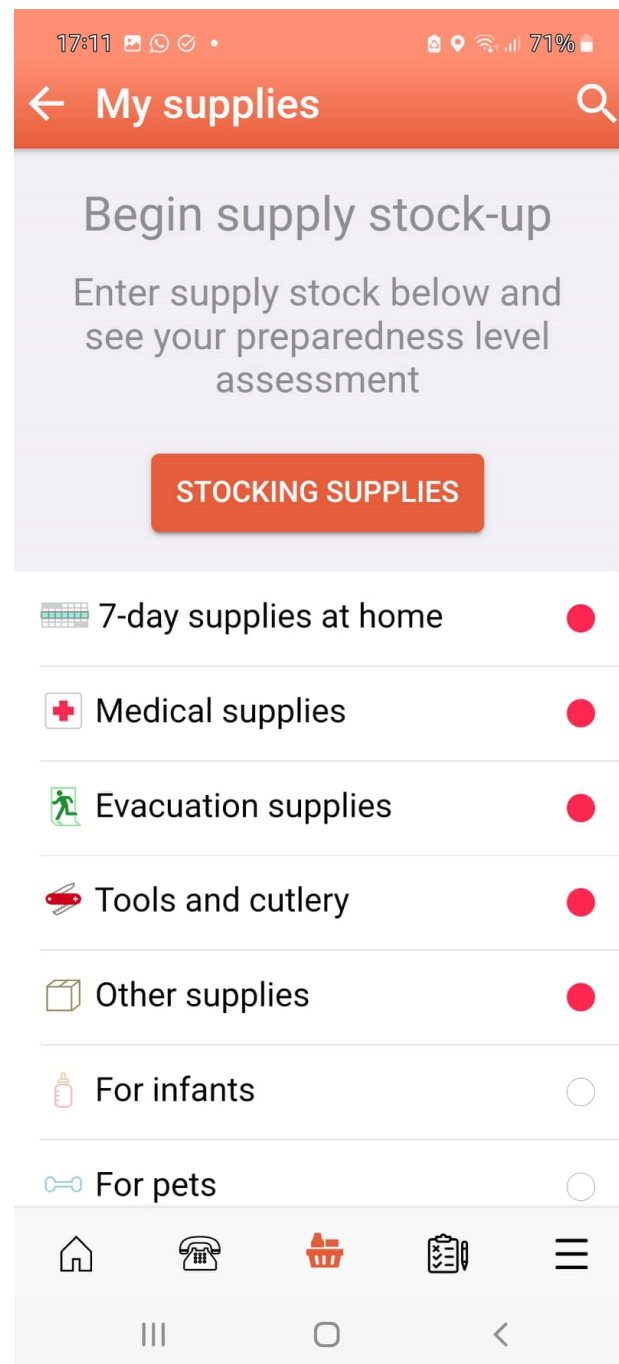 17:11
71%
My supplies
Begin supply stock-up
Enter supply stock below and
see your preparedness level
assessment
STOCKING SUPPLIES
7-day supplies at home
Medical supplies
Evacuation supplies
Tools and cutlery
Other supplies
For infants
For pets